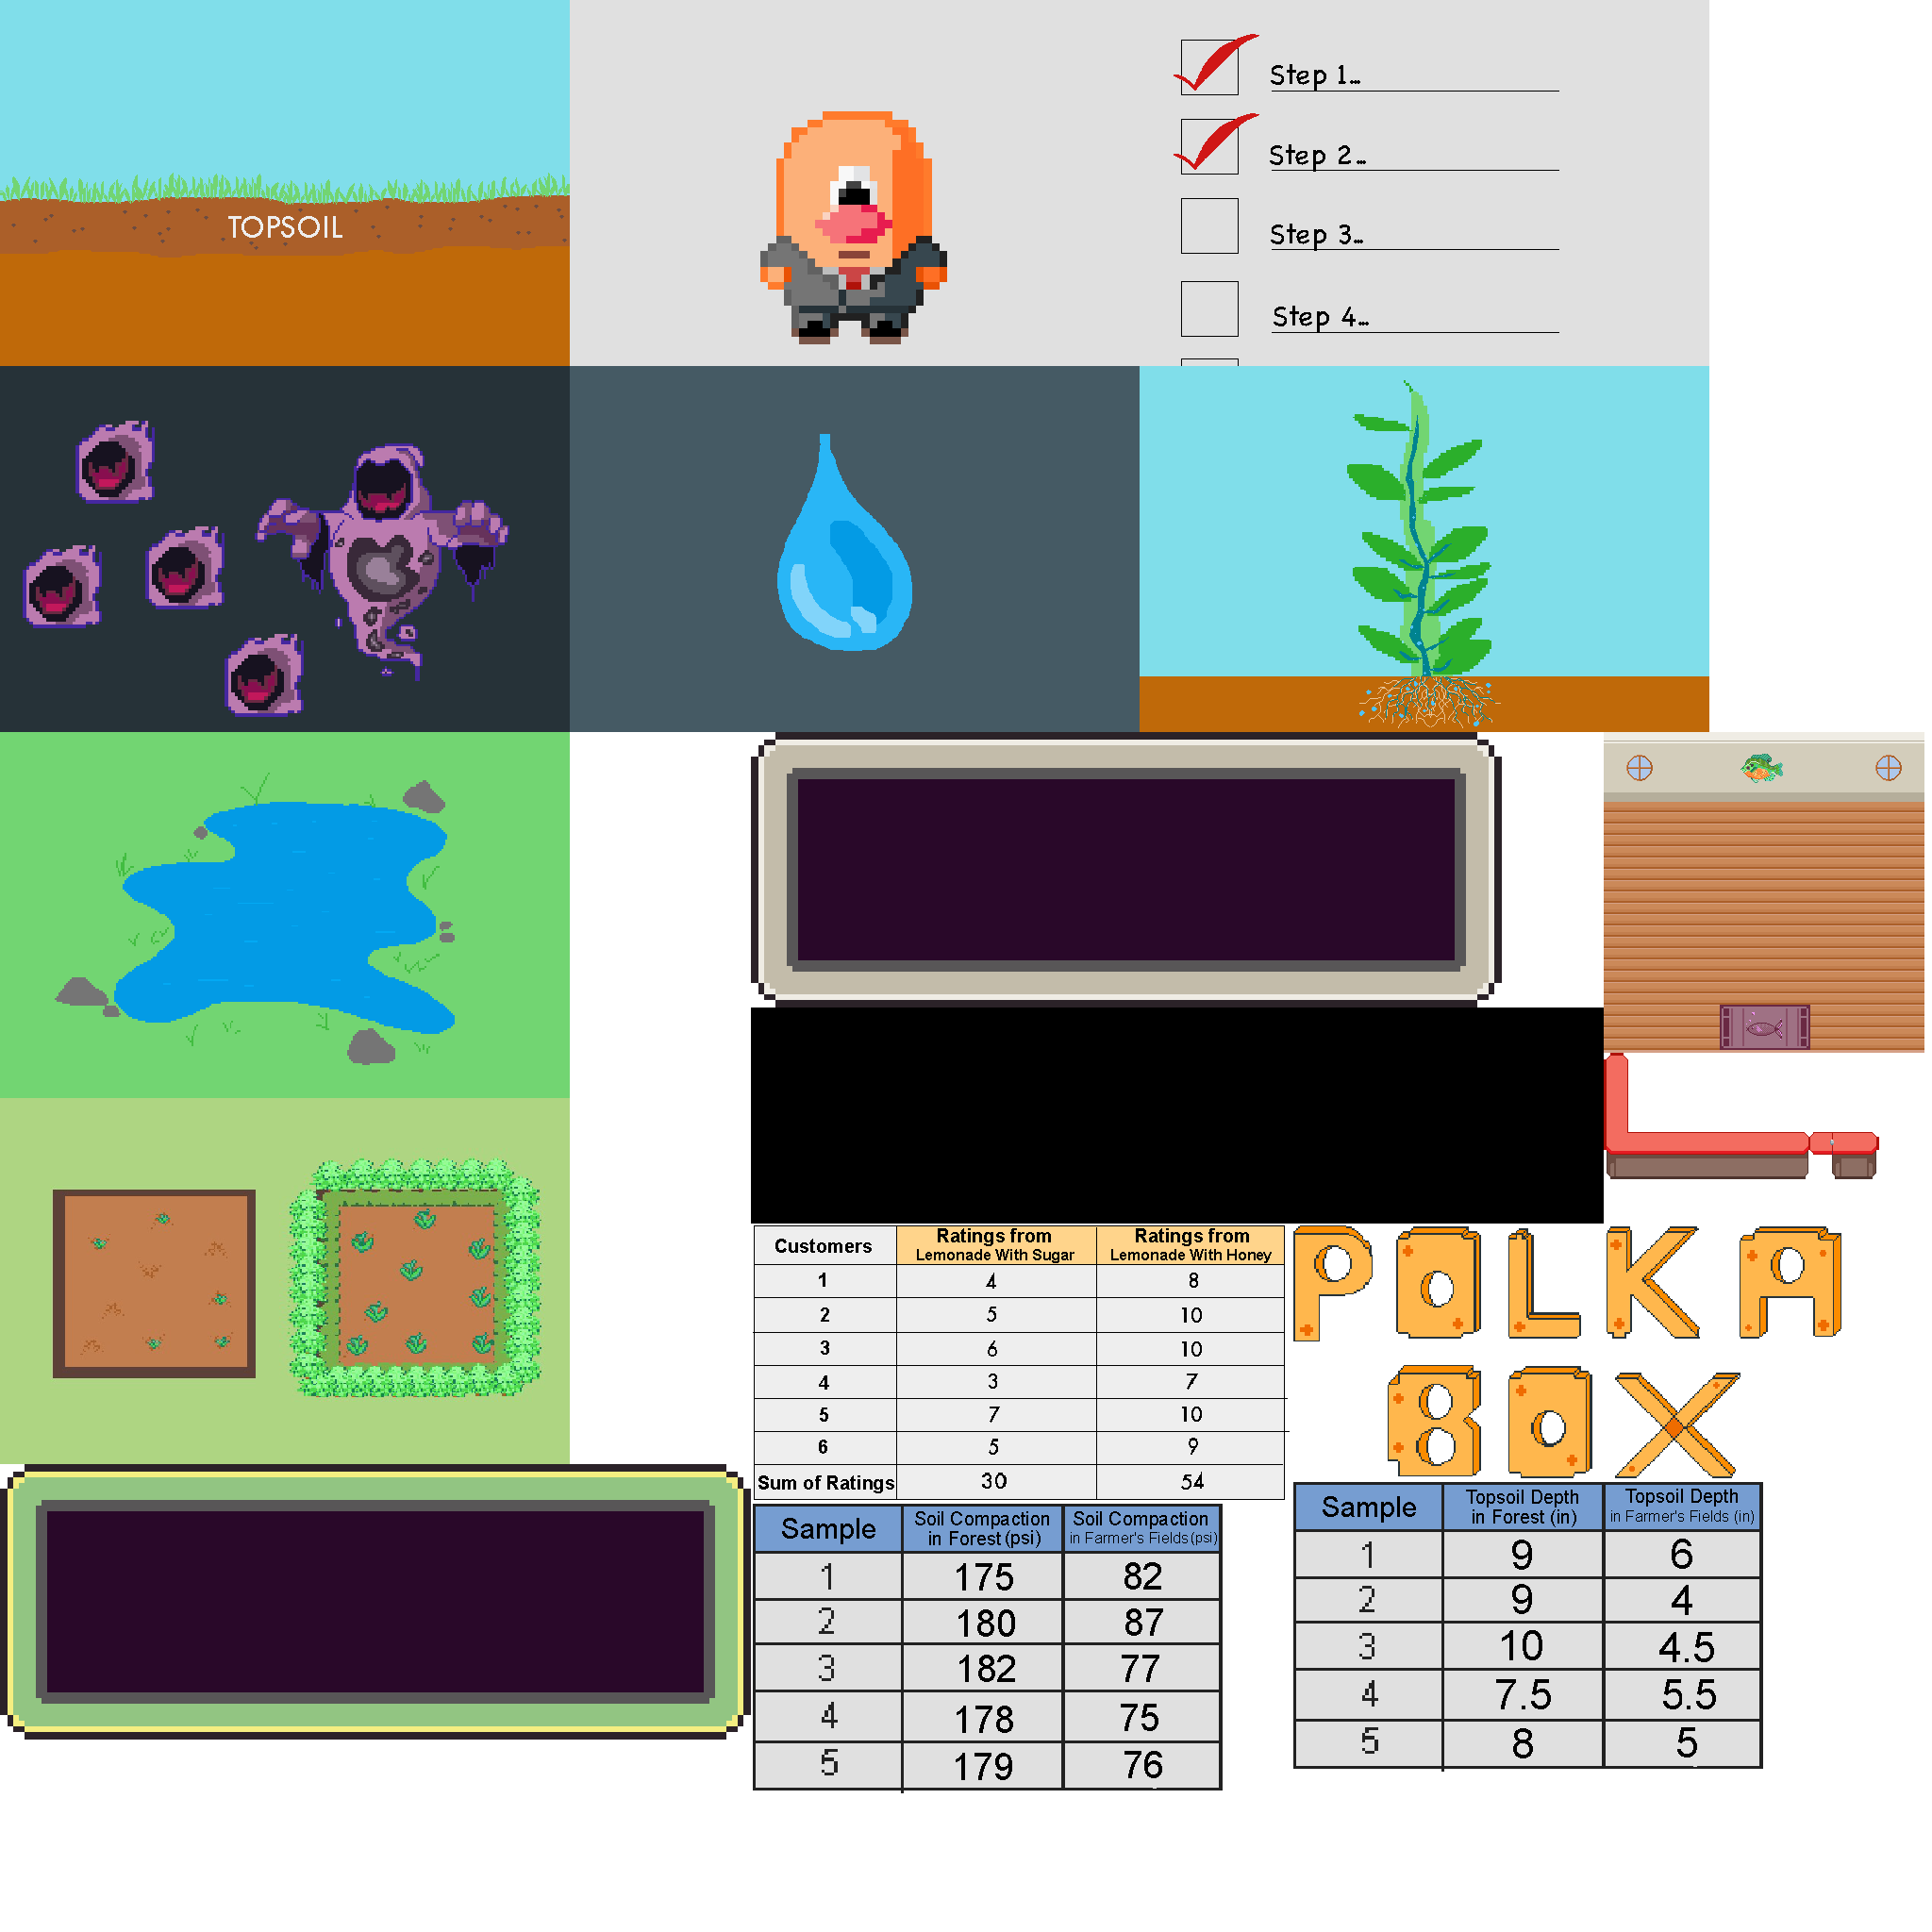 TOPSOIL
Step 1...
Step 2...
Step 3...
Step 4...
Customers Ratings from Lemonade With Sugar Ratings from Lemonade With Honey
1 4 8
2 5 10
3 6 10
4 3 7
5 7 10
6 5 9
Sum of Ratings 30 54
POLKA
BOX
Sample Soil Compaction in Forest (psi) Soil Compaction in Farmer's Fields (psi)
1 175 82
2 180 87
3 182 77
4 178 75
5 179 76
Sample Topsoil Depth in Forest (in) Topsoil Depth in Farmer's Fields (in)
1 9 6
2 9 4
3 10 4.5
4 7.5 5.5
5 8 5